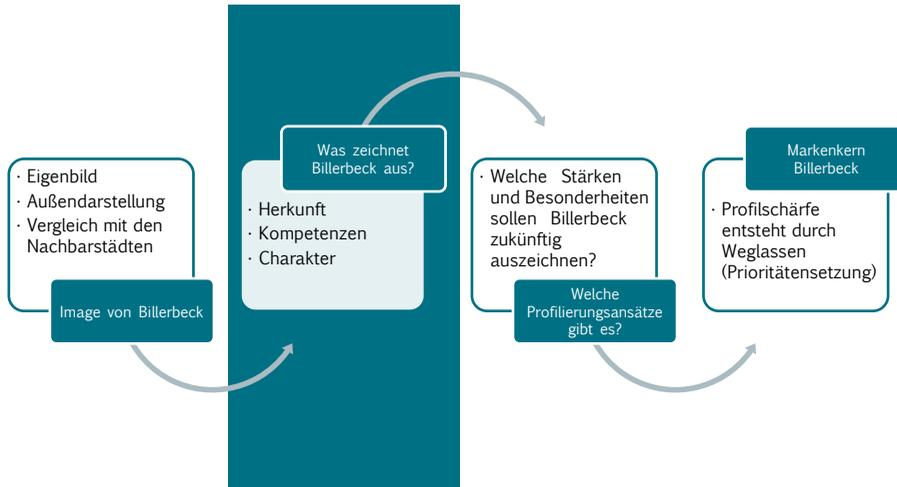 · Eigenbild
· Außendarstellung
· Vergleich mit den
Nachbarstädten
Image von Billerbeck
Was zeichnet
Billerbeck aus?
· Herkunft
· Kompetenzen
· Charakter
· Welche Stärken
und Besonderheiten
sollen Billerbeck
zukünftig
auszeichnen?
Welche
Profilierungsansätze
gibt es?
Markenkern
Billerbeck
· Profilschärfe
entsteht durch
Weglassen
(Prioritätensetzung)